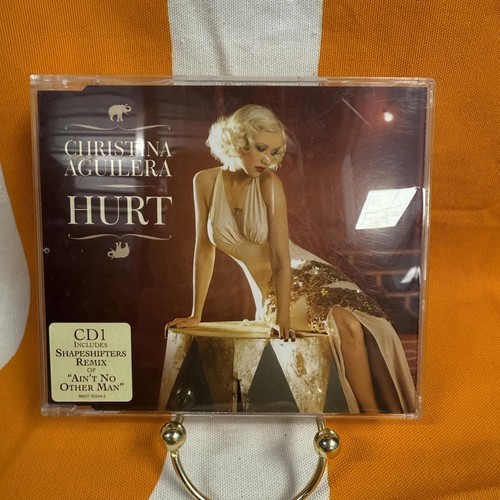 CHRISTINA
AGUILERA
HURT
CD1
INCLUDES
SHAPESHIFTERS
REMIX
OF
"AIN'T NO
OTHER MAN"